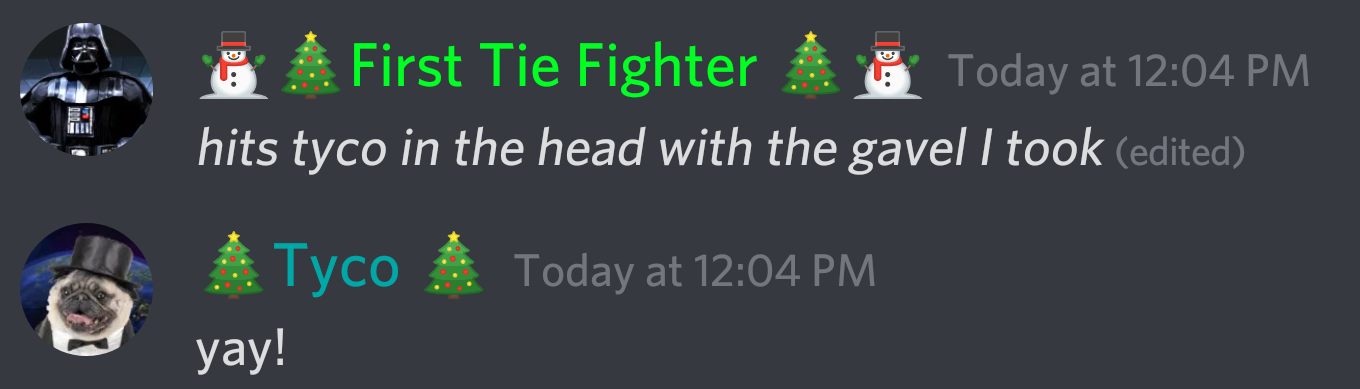 ⛄🎄First Tie Fighter 🎄⛄ Today at 12:04 PM
hits tyco in the head with the gavel I took (edited)
🎄Tyco 🎄 Today at 12:04 PM
yay!